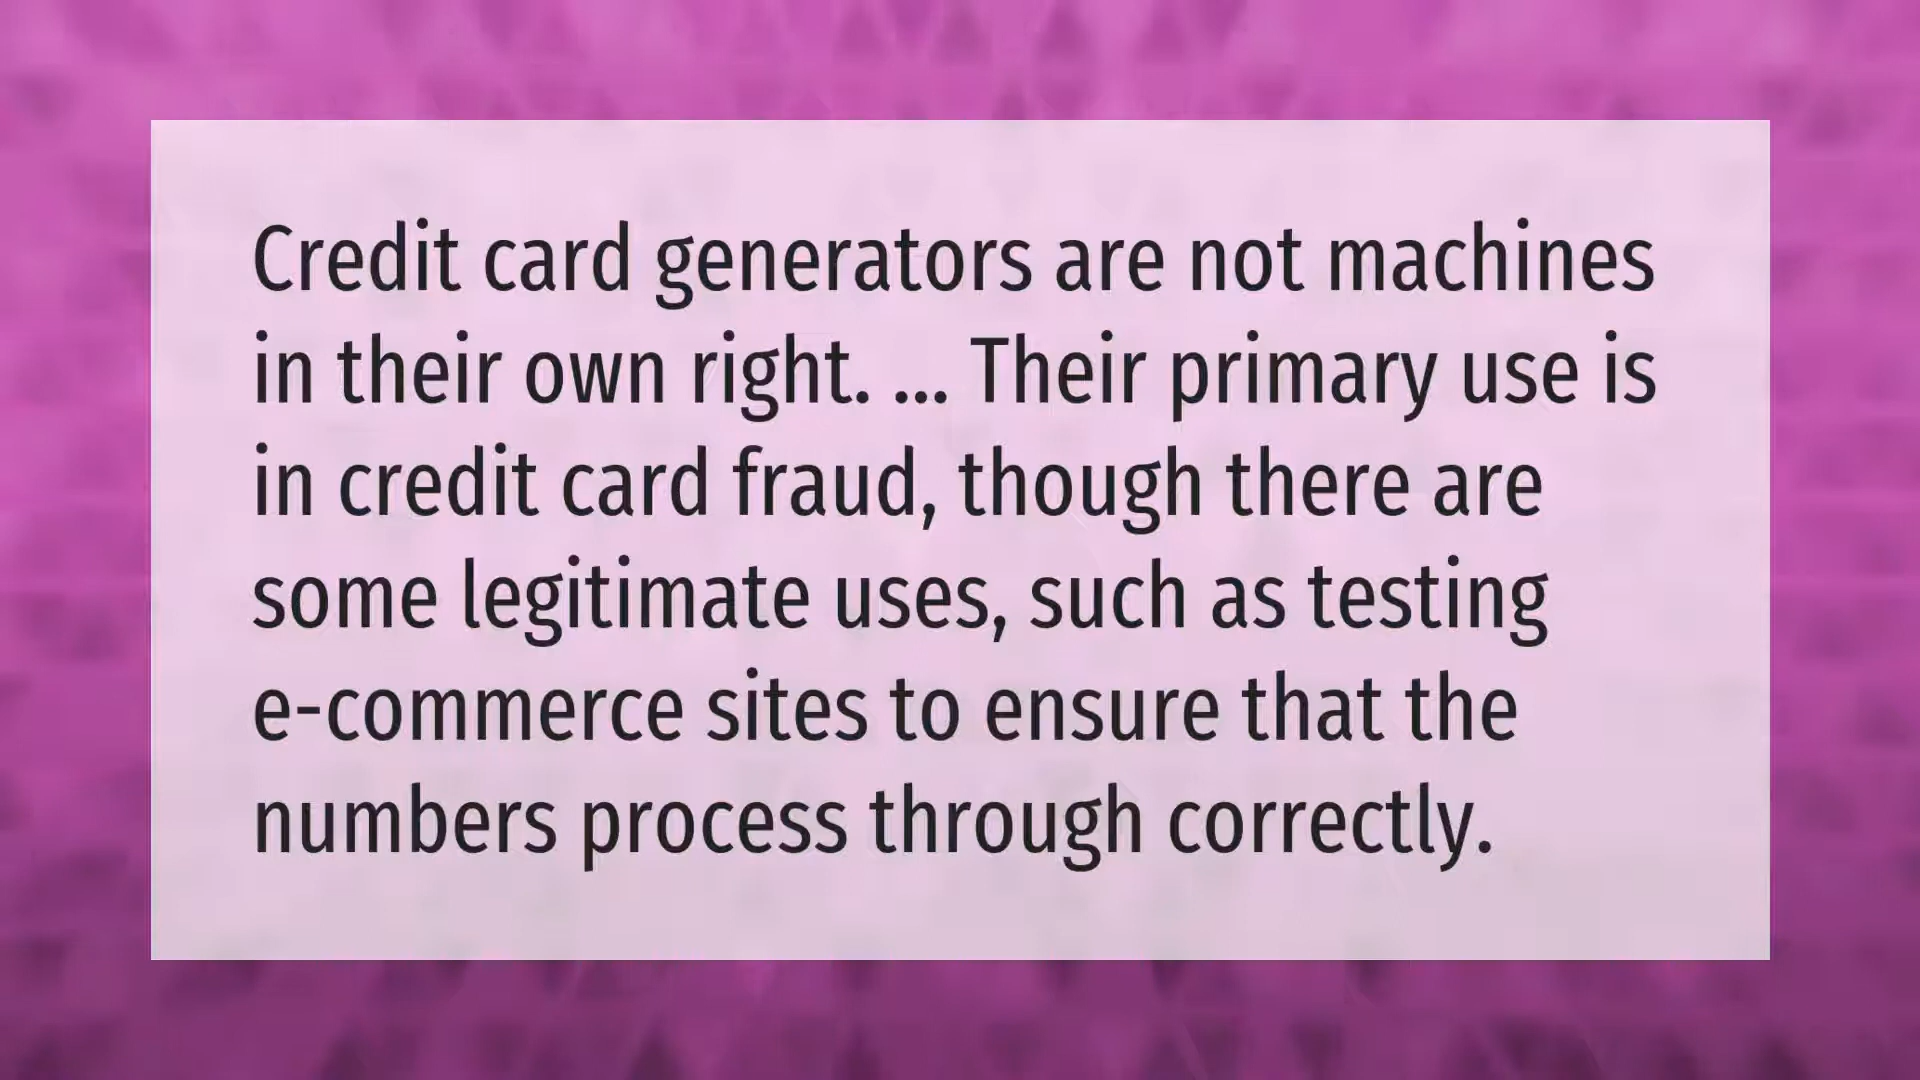 Credit card generators are not machines
in their own right. ... Their primary use is
in credit card fraud, though there are
some legitimate uses, such as testing
e-commerce sites to ensure that the
numbers process through correctly.